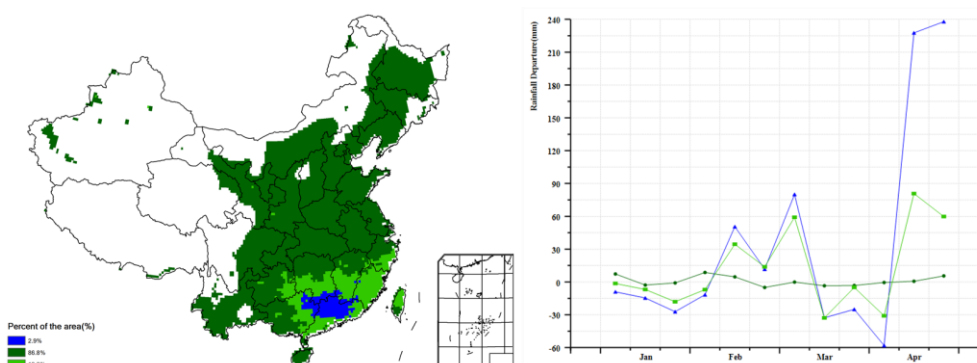 Percent of the area(%)
2.9%
86.8%
Rainfall Departure(mm)
240
210
180
150
120
90
60
30
0
-30
-60
Jan
Feb
Mar
Apr